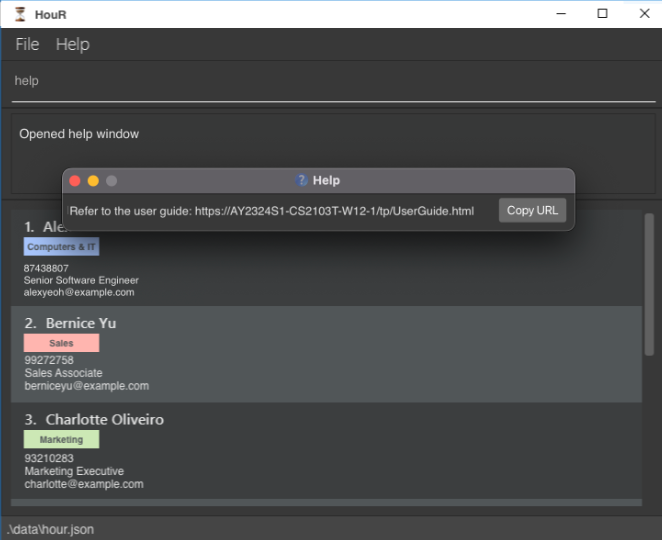 HouR
File Help
help
Opened help window
Help
Refer to the user guide: https://AY2324S1-CS2103T-W12-1/tp/UserGuide.html
Copy URL
1.
Computers & IT
87438807
Senior Software Engineer
alexyeoh@example.com
2. Bernice Yu
Sales
99272758
Sales Associate
berniceyu@example.com
3. Charlotte Oliveiro
Marketing
93210283
Marketing Executive
charlotte@example.com
.\data\hour.json